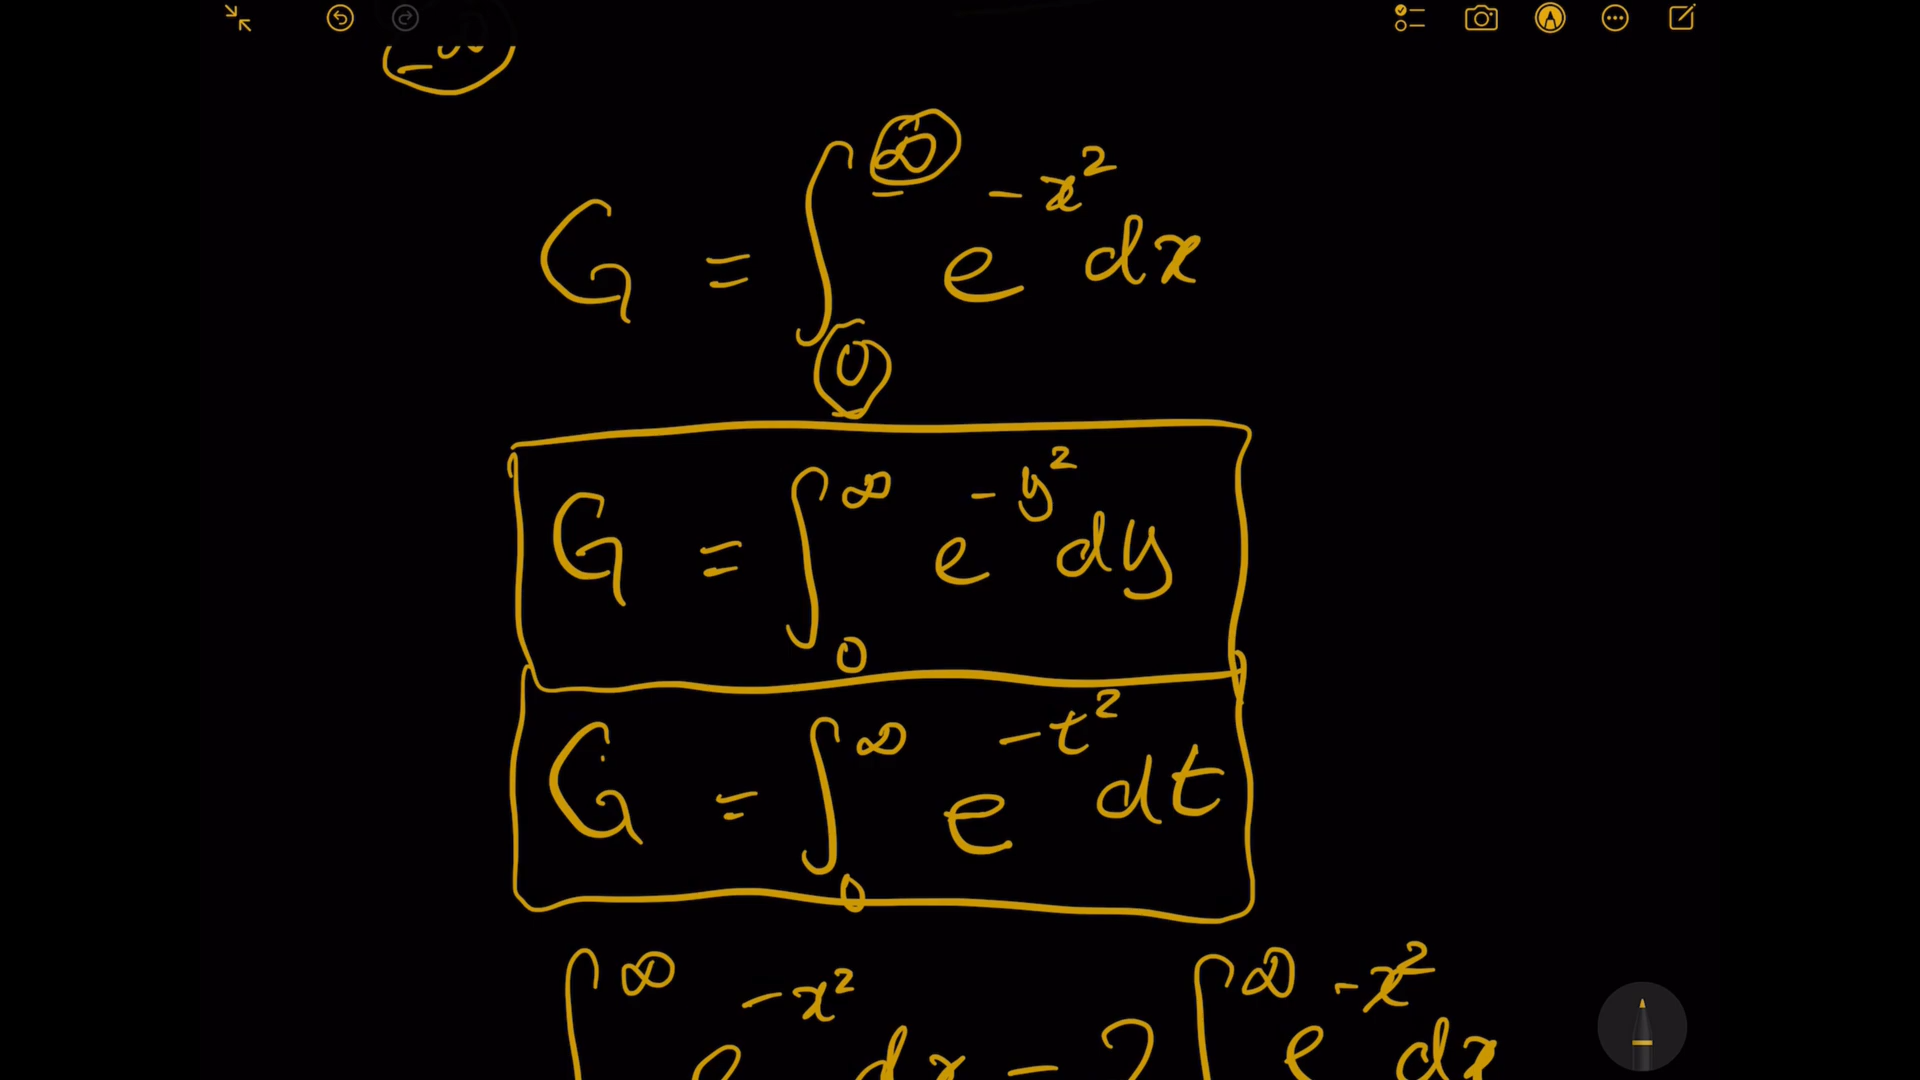 -∞
G = ∫₀^∞ e^{-x²} dx
G = ∫₀^∞ e^{-y²} dy
G = ∫₀^∞ e^{-t²} dt
∫^∞ e^{-x²} dx = 2 ∫^∞ e^{-x²} dx